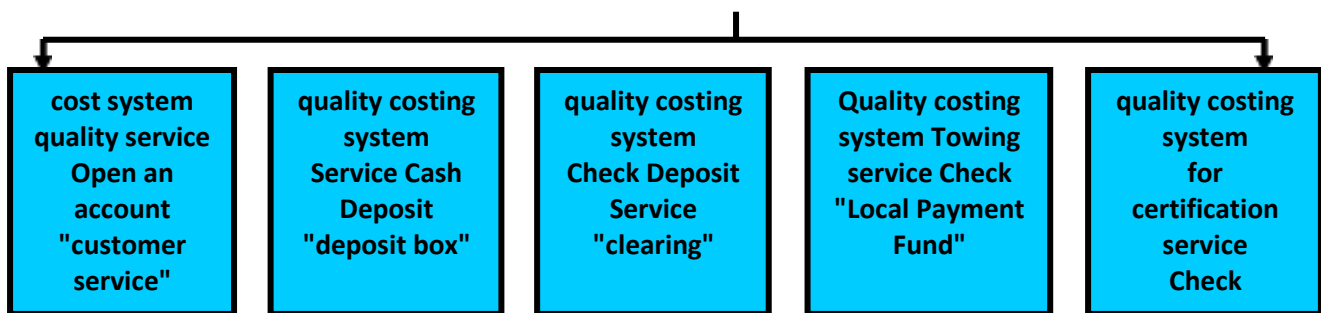 cost system
quality service
Open an
account
"customer
service"
quality costing
system
Service Cash
Deposit
"deposit box"
quality costing
system
Check Deposit
Service
"clearing"
Quality costing
system Towing
service Check
"Local Payment
Fund"
quality costing
system
for
certification
service
Check